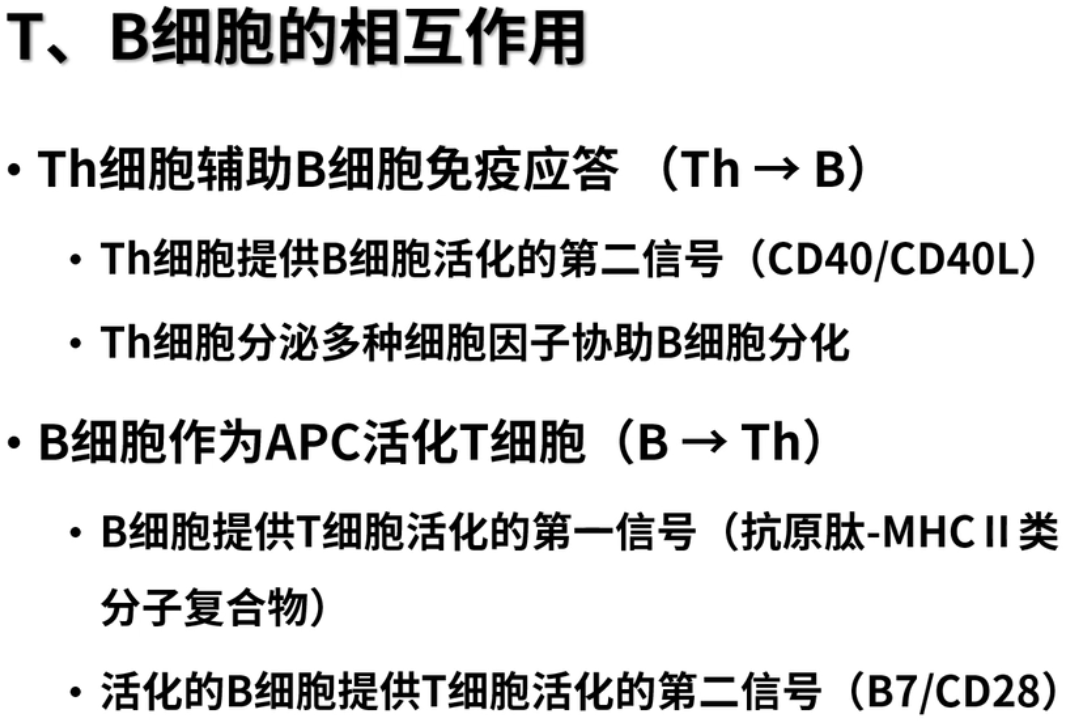 T、B细胞的相互作用
• Th细胞辅助B细胞免疫应答 （Th → B）
• Th细胞提供B细胞活化的第二信号（CD40/CD40L）
• Th细胞分泌多种细胞因子协助B细胞分化
• B细胞作为APC活化T细胞（B → Th）
• B细胞提供T细胞活化的第一信号（抗原肽-MHCⅡ类
分子复合物）
• 活化的B细胞提供T细胞活化的第二信号（B7/CD28）